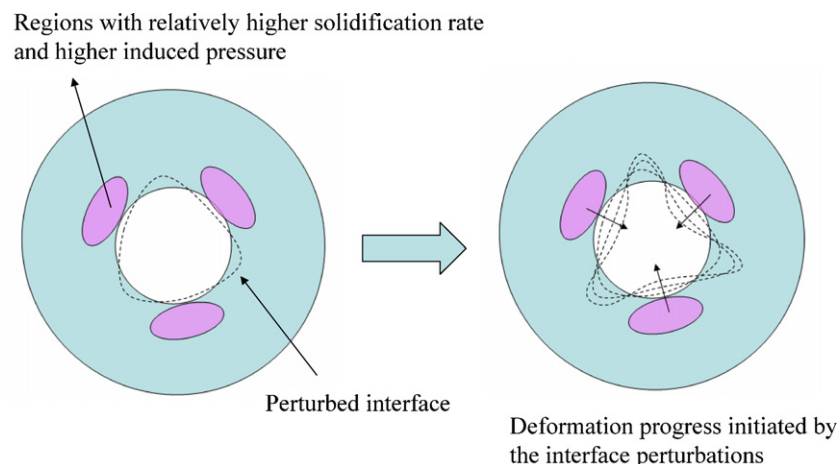 Regions with relatively higher solidification rate
and higher induced pressure
Perturbed interface
Deformation progress initiated by
the interface perturbations